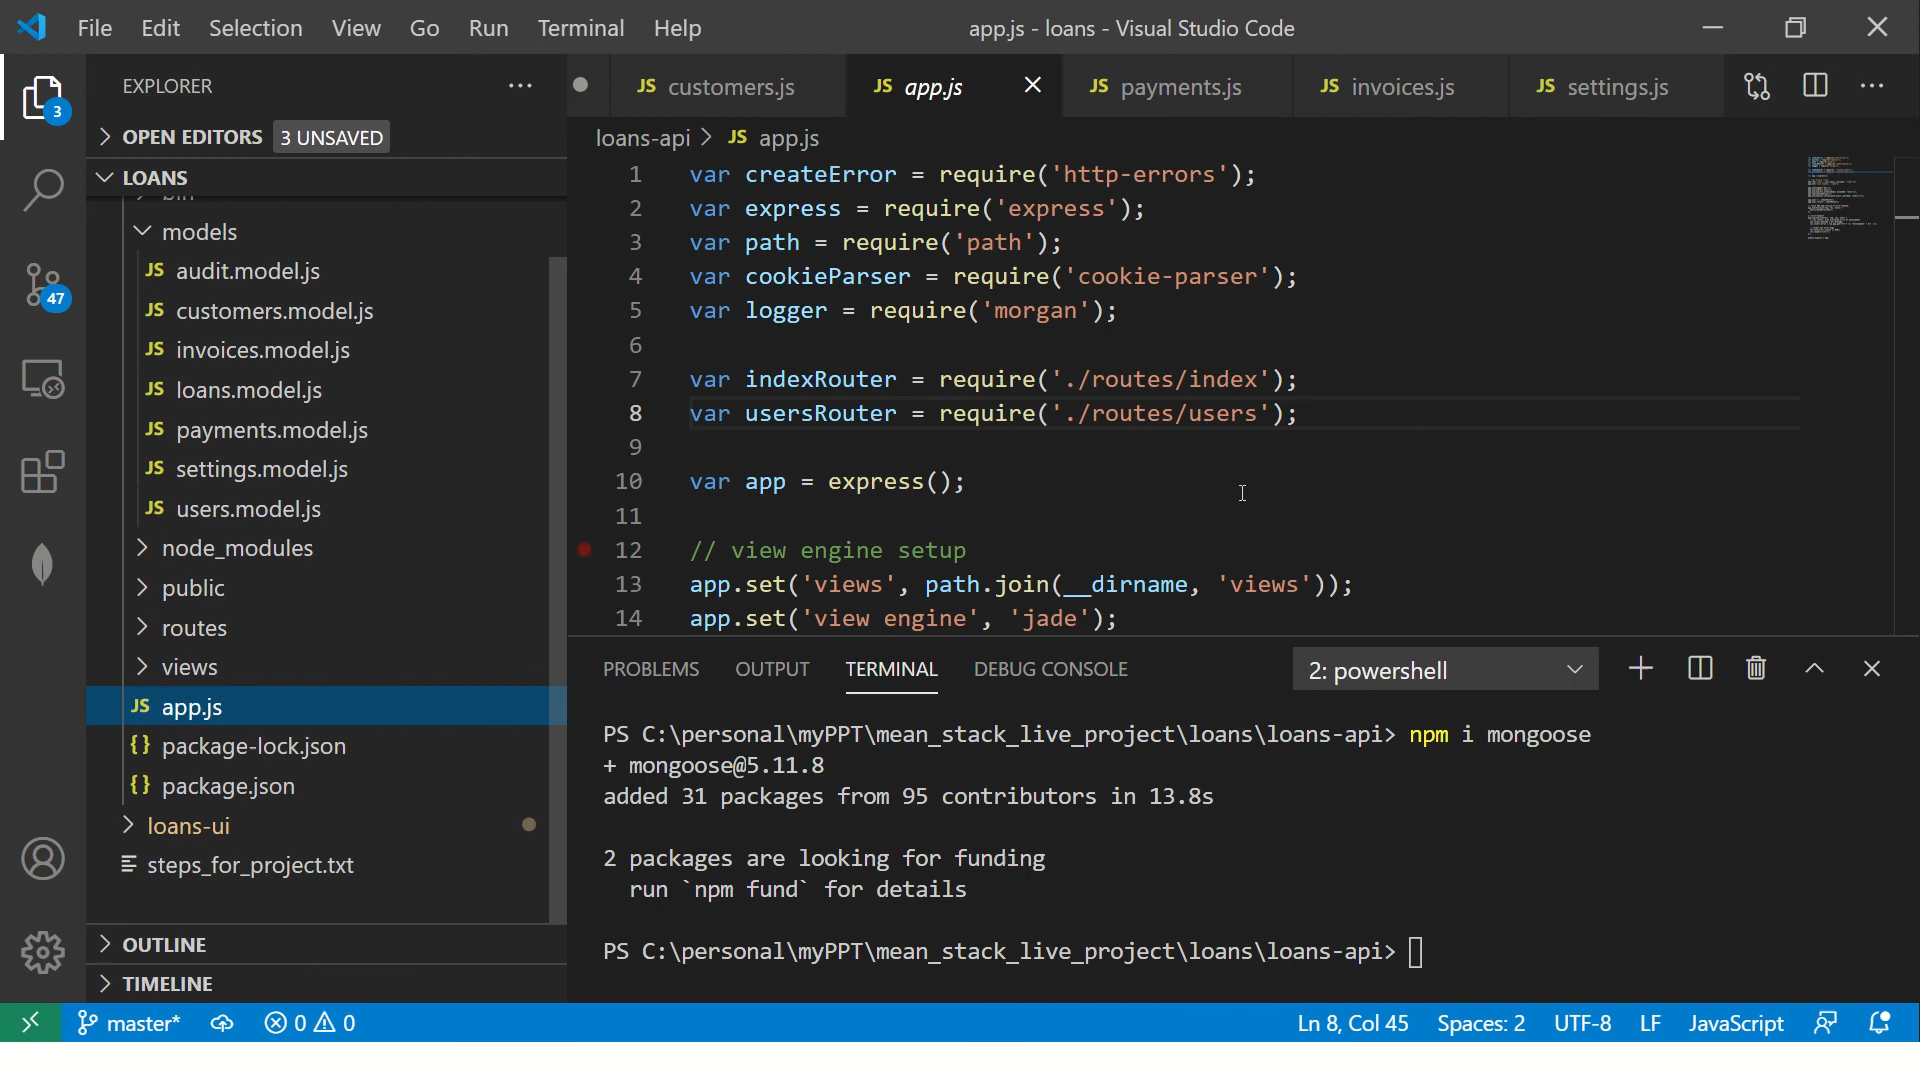 File Edit Selection View Go Run Terminal Help
app.js - loans - Visual Studio Code
EXPLORER
3
OPEN EDITORS 3 UNSAVED
LOANS
bin
models
JS audit.model.js
JS customers.model.js
JS invoices.model.js
JS loans.model.js
JS payments.model.js
JS settings.model.js
JS users.model.js
node_modules
public
routes
views
JS app.js
{} package-lock.json
{} package.json
loans-ui
steps_for_project.txt
OUTLINE
TIMELINE
47
JS customers.js
JS app.js
JS payments.js
JS invoices.js
JS settings.js
loans-api > JS app.js
1 var createError = require('http-errors');
2 var express = require('express');
3 var path = require('path');
4 var cookieParser = require('cookie-parser');
5 var logger = require('morgan');
6
7 var indexRouter = require('./routes/index');
8 var usersRouter = require('./routes/users');
9
10 var app = express();
11
12 // view engine setup
13 app.set('views', path.join(__dirname, 'views'));
14 app.set('view engine', 'jade');
PROBLEMS OUTPUT TERMINAL DEBUG CONSOLE
2: powershell
PS C:\personal\myPPT\mean_stack_live_project\loans\loans-api> npm i mongoose
+ mongoose@5.11.8
added 31 packages from 95 contributors in 13.8s
2 packages are looking for funding
run `npm fund` for details
PS C:\personal\myPPT\mean_stack_live_project\loans\loans-api>
master* 0 0
Ln 8, Col 45 Spaces: 2 UTF-8 LF JavaScript